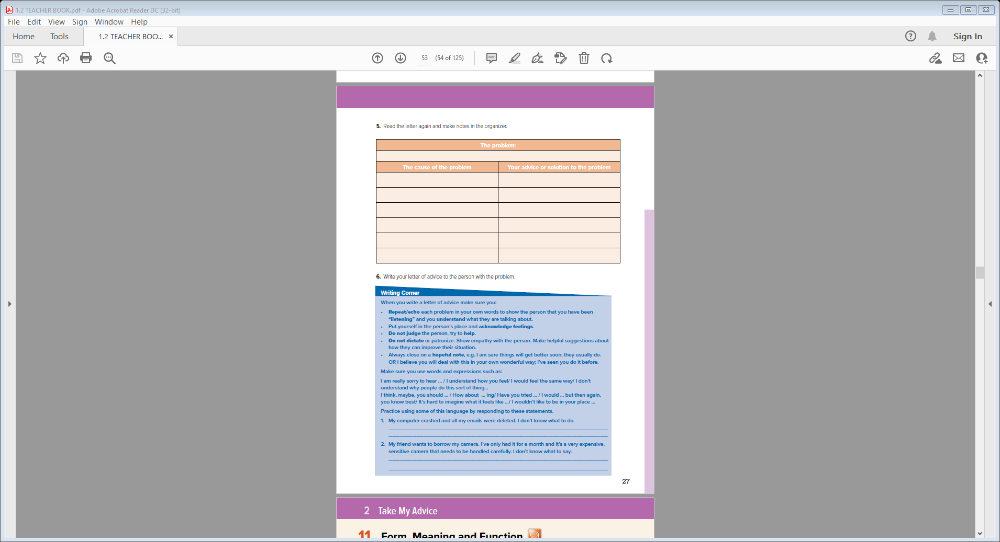 1.2 TEACHER BOOK.pdf - Adobe Acrobat Reader DC (32-bit)
File Edit View Sign Window Help
Home Tools 1.2 TEACHER BOO... × Sign In
53 (54 of 125)
5. Read the letter again and make notes in the organizer.
The problem:
The cause of the problem Your advice or solution to the problem
6. Write your letter of advice to the person with the problem.
Writing Corner
When you write a letter of advice make sure you:
• Repeat/echo each problem in your own words to show the person that you have been
“listening” and you understand what they are talking about.
• Put yourself in the person's place and acknowledge feelings.
• Do not judge the person, try to help.
• Do not dictate or patronize. Show empathy with the person. Make helpful suggestions about
how they can improve their situation.
• Always close on a hopeful note, e.g. I am sure things will get better soon; they usually do.
OR I believe you will deal with this in your own wonderful way; I've seen you do it before.
Make sure you use words and expressions such as:
I am really sorry to hear ... / I understand how you feel/ I would feel the same way/ I don't
understand why people do this sort of thing...
I think, maybe, you should ... / How about ... ing/ Have you tried ... / I would ... but then again,
you know best/ It's hard to imagine what it feels like .../ I wouldn't like to be in your place ...
Practice using some of this language by responding to these statements.
1. My computer crashed and all my emails were deleted. I don't know what to do.
2. My friend wants to borrow my camera. I've only had it for a month and it's a very expensive,
sensitive camera that needs to be handled carefully. I don't know what to say.
27
2 Take My Advice
11 Form, Meaning and Function